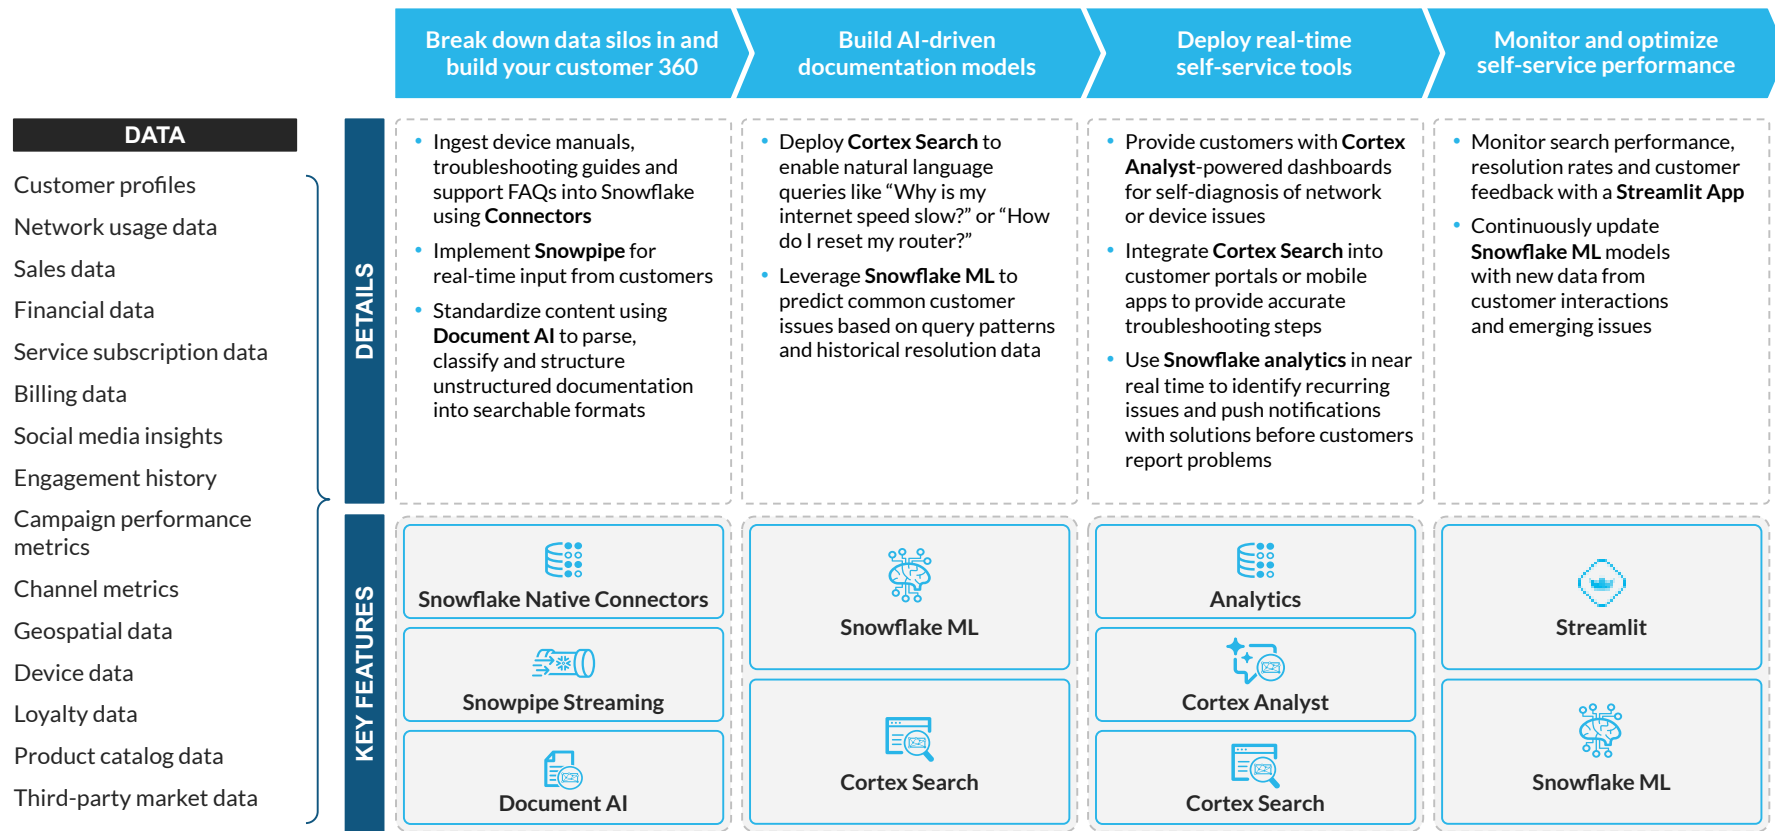 Break down data silos in and
build your customer 360
Build AI-driven
documentation models
Deploy real-time
self-service tools
Monitor and optimize
self-service performance
DATA
Customer profiles
Network usage data
Sales data
Financial data
Service subscription data
Billing data
Social media insights
Engagement history
Campaign performance
metrics
Channel metrics
Geospatial data
Device data
Loyalty data
Product catalog data
Third-party market data
DETAILS
• Ingest device manuals,
troubleshooting guides and
support FAQs into Snowflake
using Connectors
• Implement Snowpipe for
real-time input from customers
• Standardize content using
Document AI to parse,
classify and structure
unstructured documentation
into searchable formats
• Deploy Cortex Search to
enable natural language
queries like “Why is my
internet speed slow?” or “How
do I reset my router?”
• Leverage Snowflake ML to
predict common customer
issues based on query patterns
and historical resolution data
• Provide customers with Cortex
Analyst-powered dashboards
for self-diagnosis of network
or device issues
• Integrate Cortex Search into
customer portals or mobile
apps to provide accurate
troubleshooting steps
• Use Snowflake analytics in near
real time to identify recurring
issues and push notifications
with solutions before customers
report problems
• Monitor search performance,
resolution rates and customer
feedback with a Streamlit App
• Continuously update
Snowflake ML models
with new data from
customer interactions
and emerging issues
KEY FEATURES
Snowflake Native Connectors
Snowpipe Streaming
Document AI
Snowflake ML
Cortex Search
Analytics
Cortex Analyst
Cortex Search
Streamlit
Snowflake ML